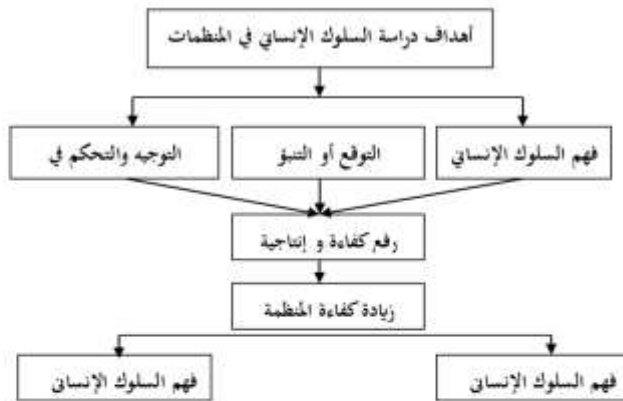 أهداف دراسة السلوك الإنساني في المنظمات
فهم السلوك الإنساني
التوقع أو التنبؤ
التوجيه والتحكم في
رفع كفاءة و إنتاجية
زيادة كفاءة المنظمة
فهم السلوك الإنساني
فهم السلوك الإنساني